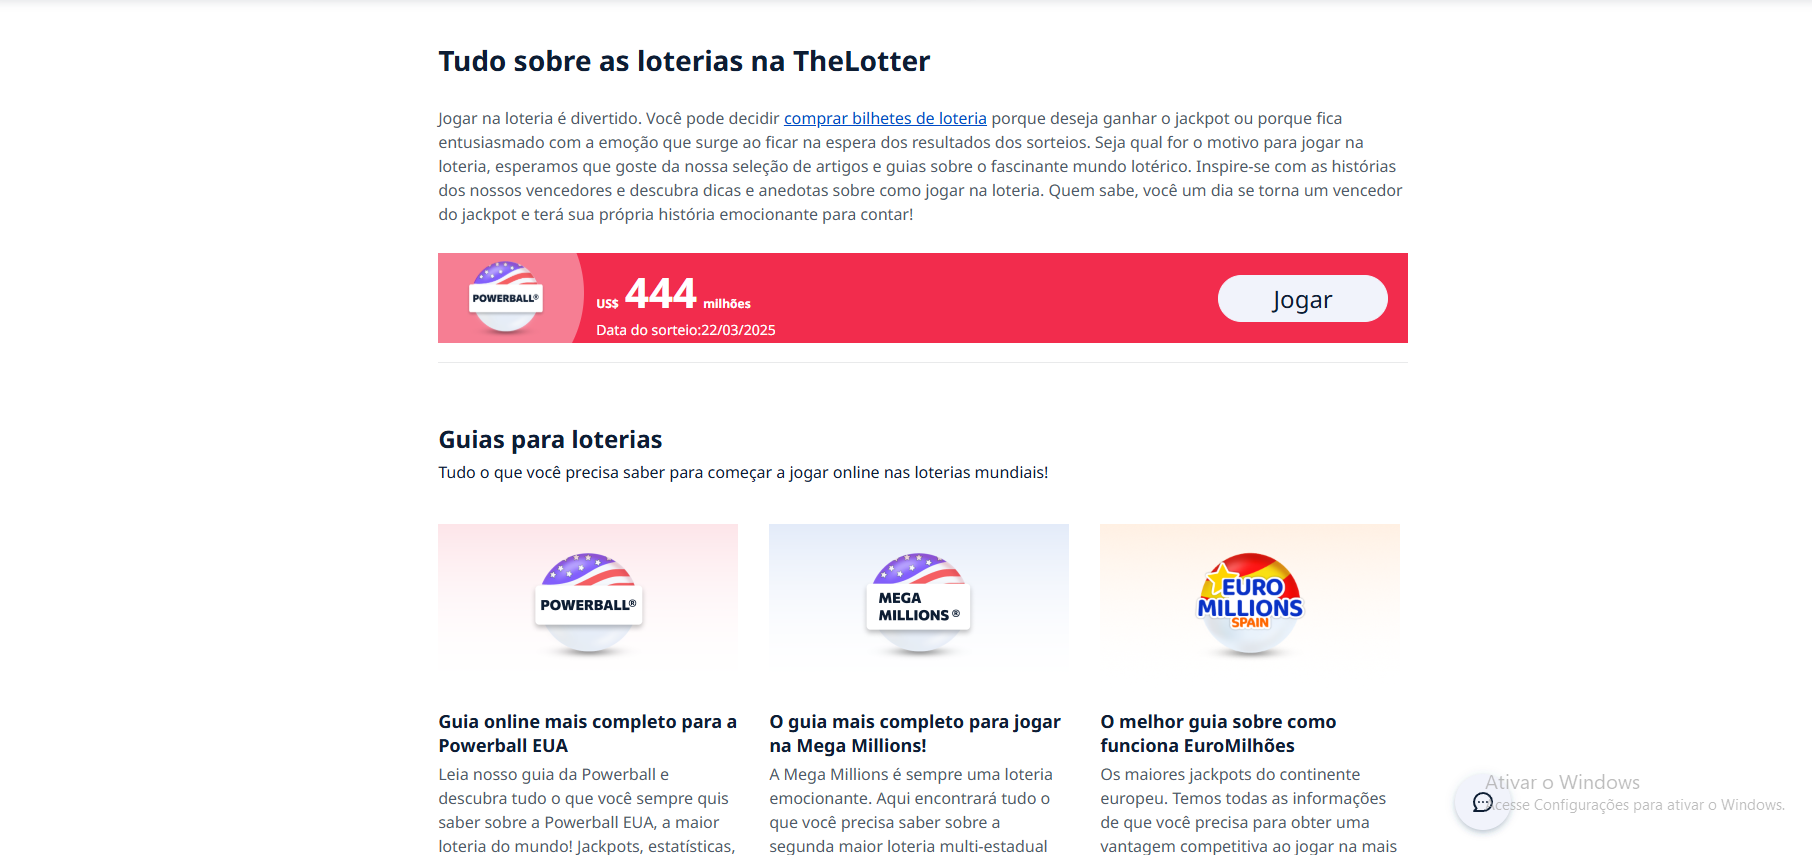 Tudo sobre as loterias na TheLotter
Jogar na loteria é divertido. Você pode decidir comprar bilhetes de loteria porque deseja ganhar o jackpot ou porque fica
entusiasmado com a emoção que surge ao ficar na espera dos resultados dos sorteios. Seja qual for o motivo para jogar na
loteria, esperamos que goste da nossa seleção de artigos e guias sobre o fascinante mundo lotérico. Inspire-se com as histórias
dos nossos vencedores e descubra dicas e anedotas sobre como jogar na loteria. Quem sabe, você um dia se torna um vencedor
do jackpot e terá sua própria história emocionante para contar!
POWERBALL®
US$ 444 milhões
Data do sorteio:22/03/2025
Jogar
Guias para loterias
Tudo o que você precisa saber para começar a jogar online nas loterias mundiais!
POWERBALL®
Guia online mais completo para a
Powerball EUA
Leia nosso guia da Powerball e
descubra tudo o que você sempre quis
saber sobre a Powerball EUA, a maior
loteria do mundo! Jackpots, estatísticas,
MEGA
MILLIONS®
O guia mais completo para jogar
na Mega Millions!
A Mega Millions é sempre uma loteria
emocionante. Aqui encontrará tudo o
que você precisa saber sobre a
segunda maior loteria multi-estadual
EURO
MILLIONS
SPAIN
O melhor guia sobre como
funciona EuroMilhões
Os maiores jackpots do continente
europeu. Temos todas as informações
de que você precisa para obter uma
vantagem competitiva ao jogar na mais
Ativar o Windows
Acesse Configurações para ativar o Windows.